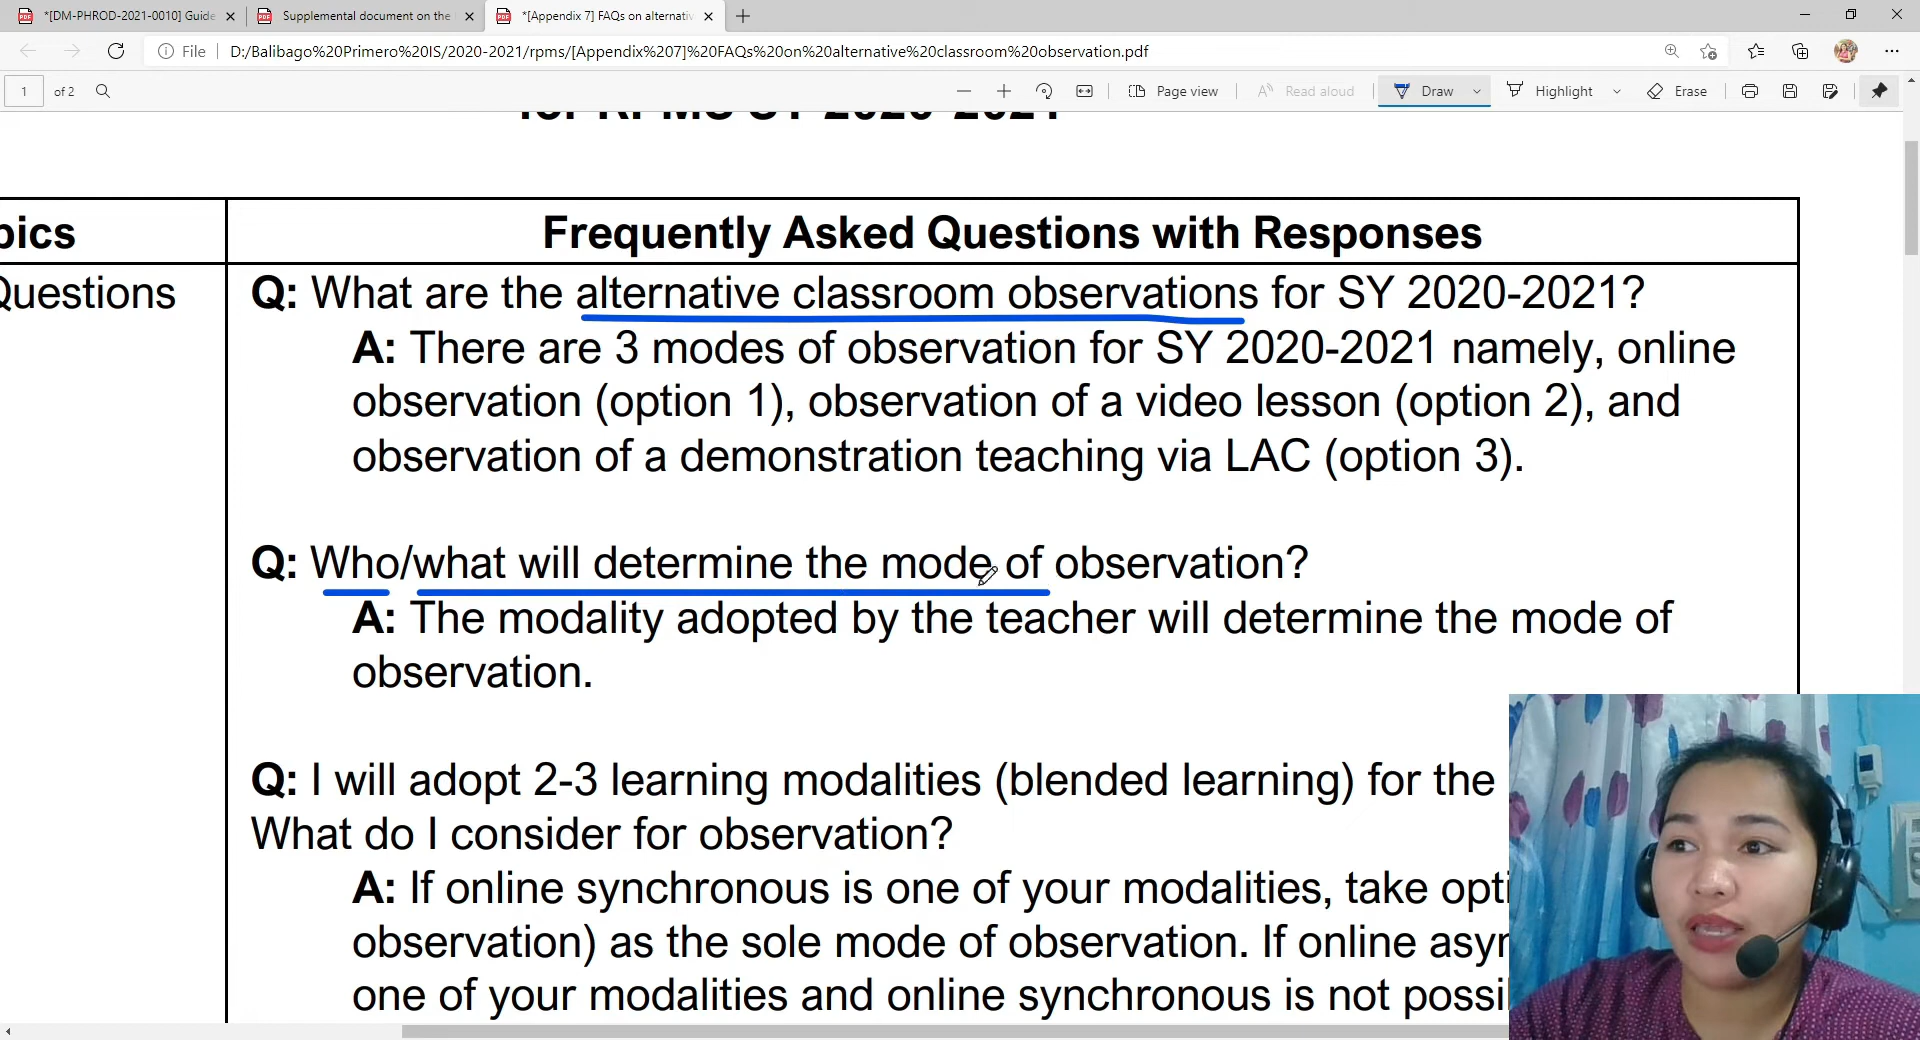 *[DM-PHROD-2021-0010] Guide
Supplemental document on the
*[Appendix 7] FAQs on alternativ
File
D:/Balibago%20Primero%20IS/2020-2021/rpms/[Appendix%207]%20FAQs%20on%20alternative%20classroom%20observation.pdf
1
of 2
Page view
Read aloud
Draw
Highlight
Erase
for RPMS SY 2020-2021
pics
Frequently Asked Questions with Responses
Questions
Q: What are the alternative classroom observations for SY 2020-2021?
A: There are 3 modes of observation for SY 2020-2021 namely, online
observation (option 1), observation of a video lesson (option 2), and
observation of a demonstration teaching via LAC (option 3).
Q: Who/what will determine the mode of observation?
A: The modality adopted by the teacher will determine the mode of
observation.
Q: I will adopt 2-3 learning modalities (blended learning) for the
What do I consider for observation?
A: If online synchronous is one of your modalities, take opti
observation) as the sole mode of observation. If online asyn
one of your modalities and online synchronous is not possi